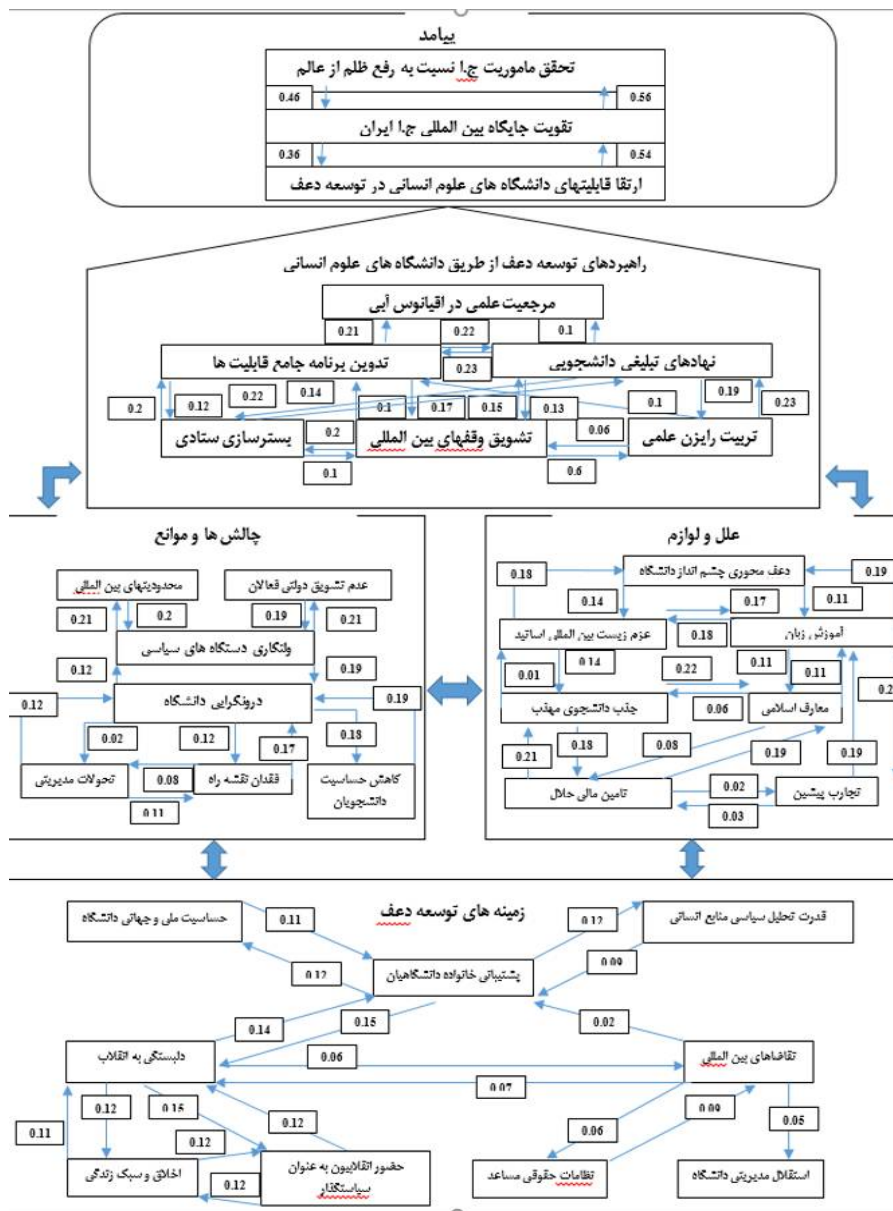 پیامد
تحقق ماموریت ج.ا نسبت به رفع ظلم از عالم
0.46
0.56
تقویت جایگاه بین المللی ج.ا ایران
0.36
0.54
ارتقا قابلیتهای دانشگاه های علوم انسانی در توسعه دعف
راهبردهای توسعه دعف از طریق دانشگاه های علوم انسانی
مرجعیت علمی در اقیانوس آبی
0.21
0.22
0.1
تدوین برنامه جامع قابلیت ها
نهادهای تبلیغی دانشجویی
0.23
0.2
0.12
0.22
0.14
0.1
0.17
0.15
0.13
0.1
0.19
0.23
بسترسازی ستادی
0.2
تشویق وقفهای بین المللی
0.06
تربیت رایزن علمی
0.1
0.6
علل و لوازم
دعف محوری چشم انداز دانشگاه
0.18
0.19
0.14
0.17
0.11
عزم زیست بین المللی اساتید
0.18
آموزش زبان
0.14
0.01
0.22
0.11
0.11
جذب دانشجوی مهذب
0.06
معارف اسلامی
0.21
0.18
0.08
0.19
0.19
تامین مالی حلال
0.02
تجارب پیشین
0.03
چالش ها و موانع
محدودیتهای بین المللی
عدم تشویق دولتی فعالان
0.21
0.2
0.19
0.21
ولنگاری دستگاه های سیاسی
0.12
0.19
درونگرایی دانشگاه
0.12
0.19
0.02
0.12
0.17
0.18
تحولات مدیریتی
0.08
فقدان نقشه راه
کاهش حساسیت
دانشجویان
0.11
زمینه های توسعه دعف
حساسیت ملی و جهانی دانشگاه
0.11
0.12
قدرت تحلیل سیاسی منابع انسانی
0.12
پشتیبانی خانواده دانشگاهیان
0.09
0.14
0.15
0.02
دلبستگی به انقلاب
0.06
تقاضاهای بین المللی
0.07
0.11
0.12
0.15
0.12
0.12
0.06
0.09
0.05
اخلاق و سبک زندگی
0.12
حضور انقلابیون به عنوان
سیاستگذار
نظامات حقوقی مساعد
استقلال مدیریتی دانشگاه